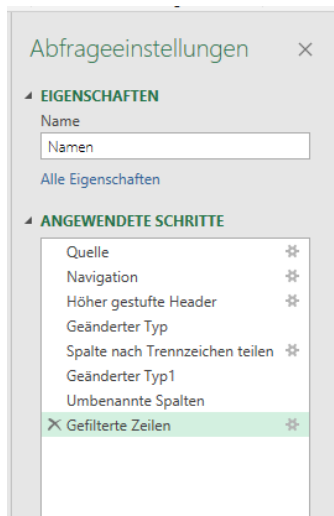 Abfrageeinstellungen
EIGENSCHAFTEN
Name
Namen
Alle Eigenschaften
ANGEWENDETE SCHRITTE
Quelle
Navigation
Höher gestufte Header
Geänderter Typ
Spalte nach Trennzeichen teilen
Geänderter Typ1
Umbenannte Spalten
Gefilterte Zeilen